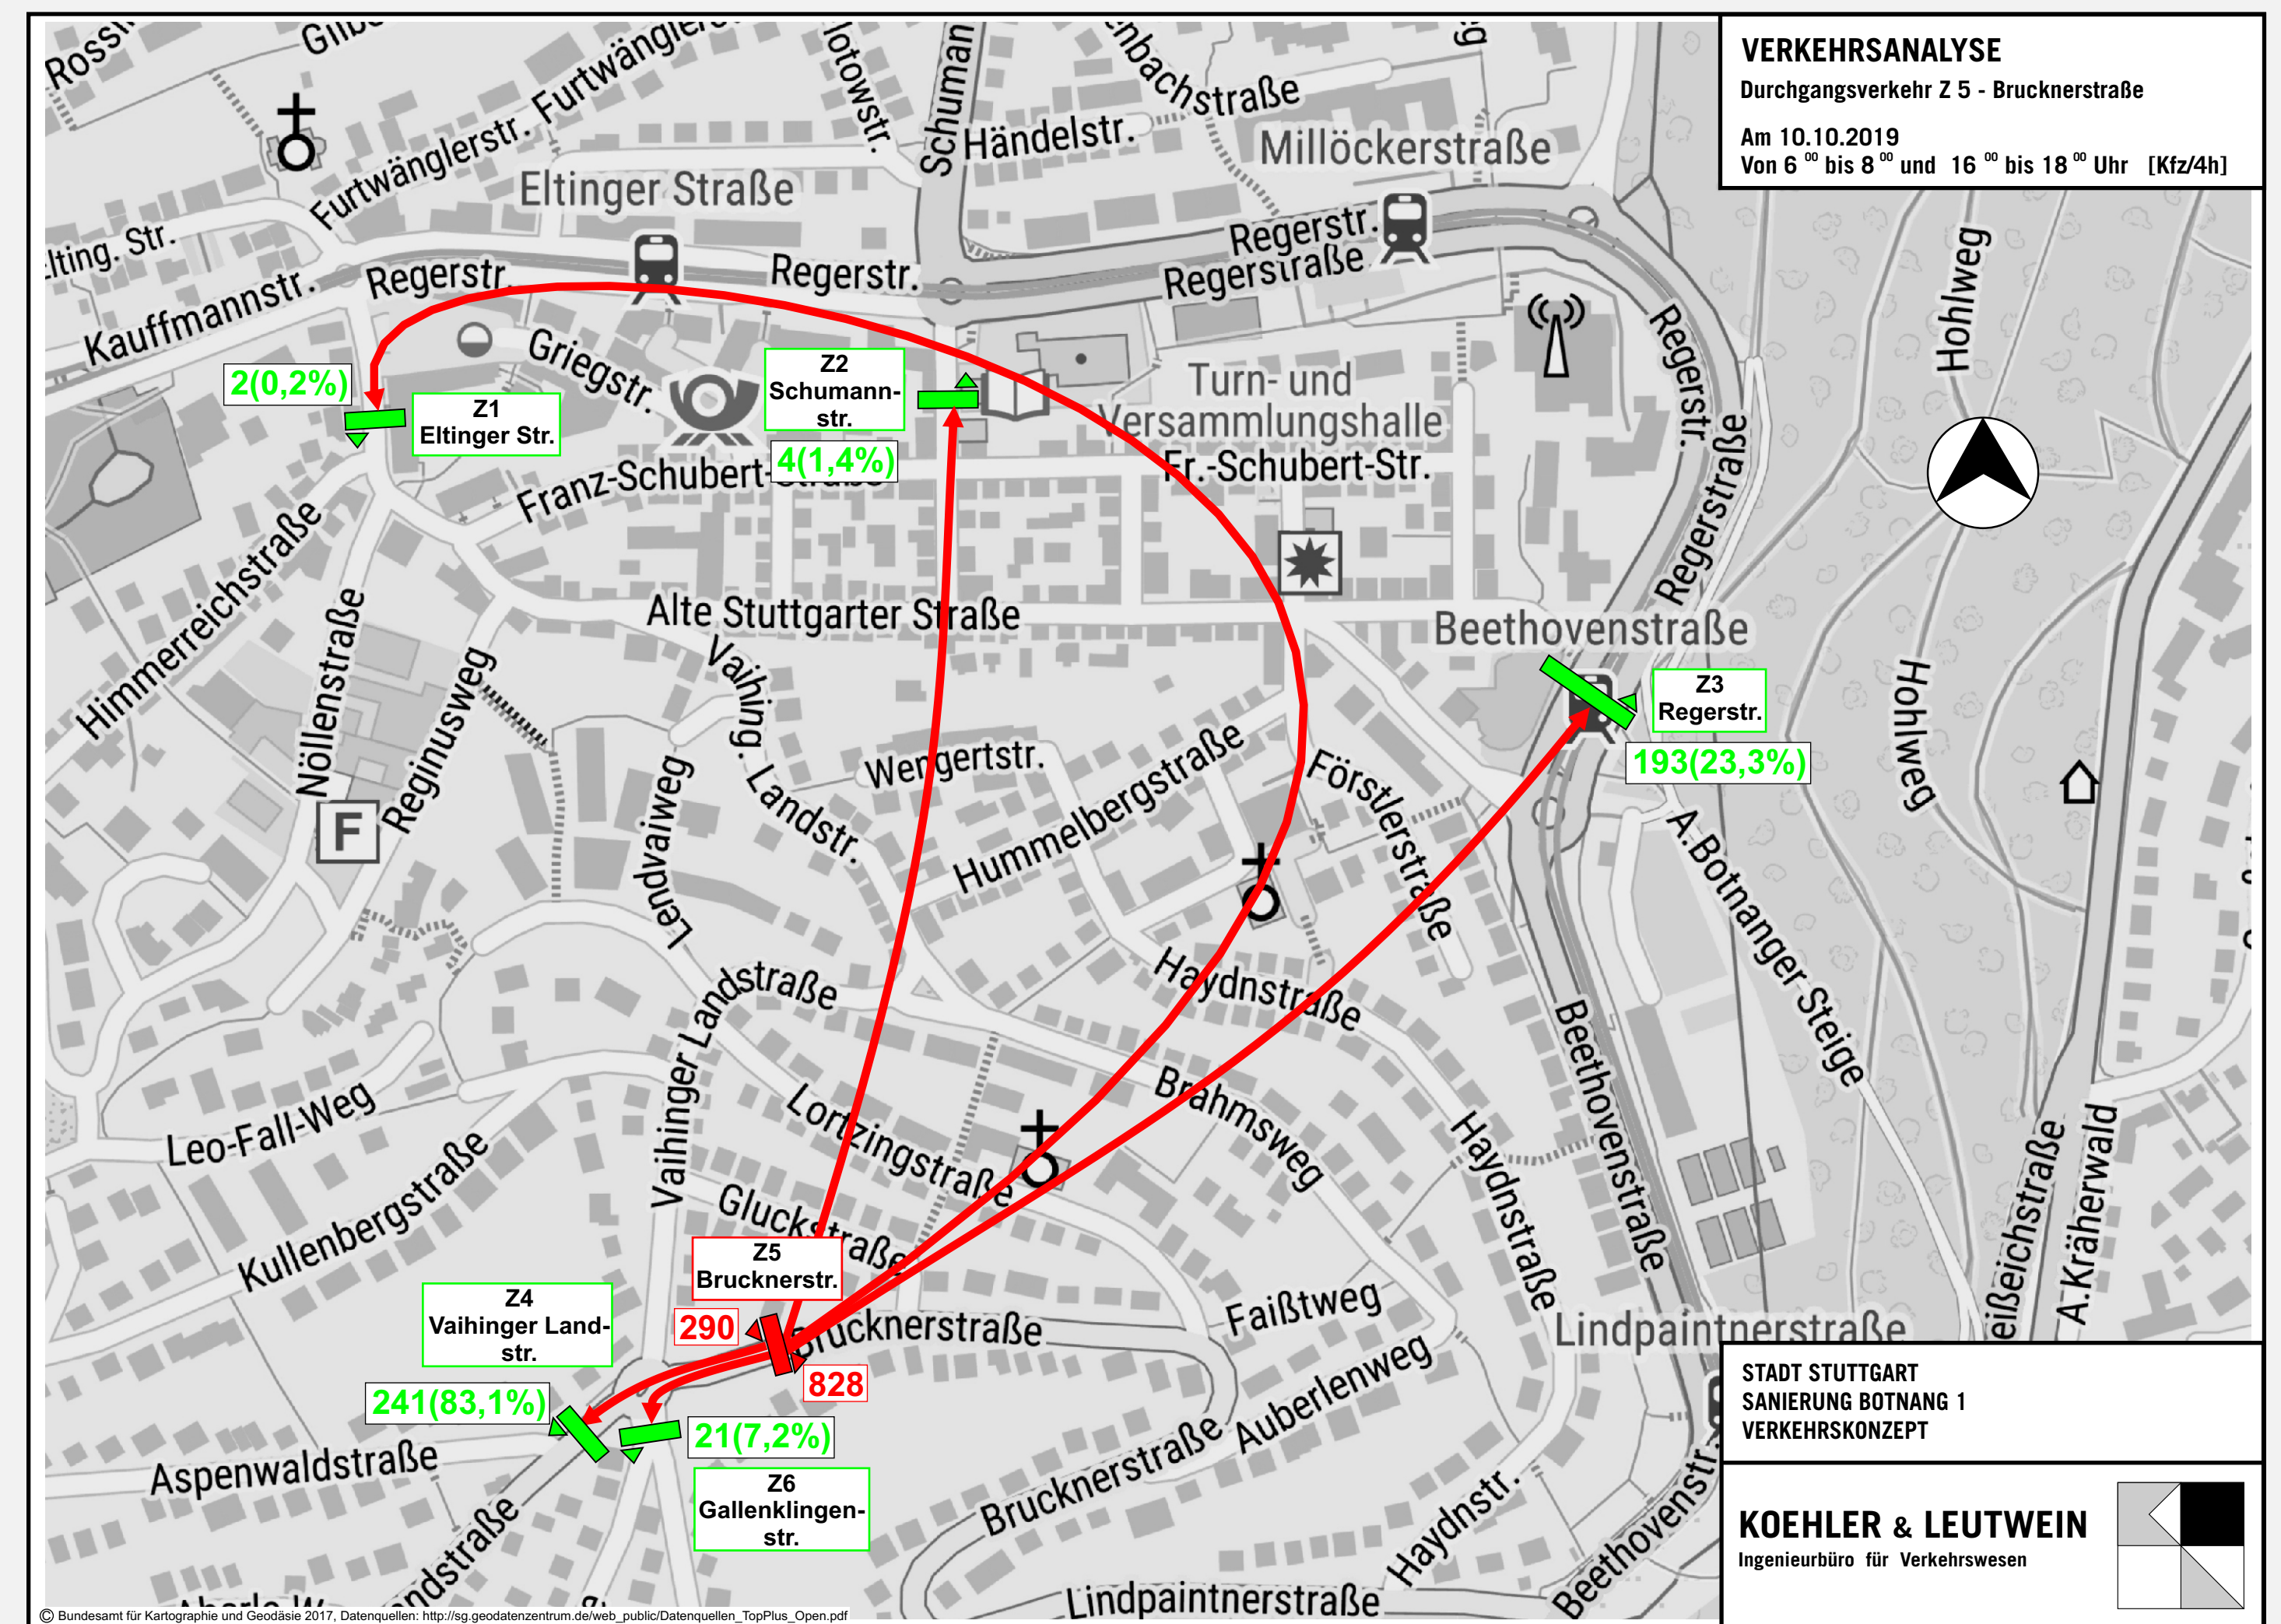 VERKEHRSANALYSE
Durchgangsverkehr Z 5 - Brucknerstraße
Am 10.10.2019
Von 6 00 bis 8 00 und 16 00 bis 18 00 Uhr [Kfz/4h]
Furtwänglerstr.
Händelstr.
Millöckerstraße
Eltinger Straße
Regerstr.
Regerstraße
Kauffmannstr.
Regerstr.
Regerstr.
Griegstr.
2(0,2%)
Z1
Eltinger Str.
Z2
Schumann-
str.
4(1,4%)
Turn- und
Versammlungshalle
Fr.-Schubert-Str.
Franz-Schubert-
Regerstr.
Regerstraße
Hohlweg
Himmerreichstraße
Nöllenstraße
Reginusweg
Alte Stuttgarter Straße
Beethovenstraße
Z3
Regerstr.
193(23,3%)
Hohlweg
Vaihing. Landstr.
Wengertstr.
Lendvaiweg
Hummelbergstraße
Förstlerstraße
F
A. Botnanger Steige
Haydnstraße
Vaihinger Landstraße
Beethovenstraße
Leo-Fall-Weg
Kullenbergstraße
Lortzingstraße
Brahmsweg
Haydnstraße
Gluckstraße
A.Kräherwald
Z5
Brucknerstr.
290
828
Brucknerstraße
Faißtweg
Auberlenweg
Lindpaintnerstraße
Z4
Vaihinger Land-
str.
241(83,1%)
21(7,2%)
Z6
Gallenklingen-
str.
Aspenwaldstraße
Brucknerstraße
Haydnstr.
Beethovenstr.
Lindpaintnerstraße
STADT STUTTGART
SANIERUNG BOTNANG 1
VERKEHRSKONZEPT
KOEHLER & LEUTWEIN
Ingenieurbüro für Verkehrswesen
© Bundesamt für Kartographie und Geodäsie 2017, Datenquellen: http://sg.geodatenzentrum.de/web_public/Datenquellen_TopPlus_Open.pdf